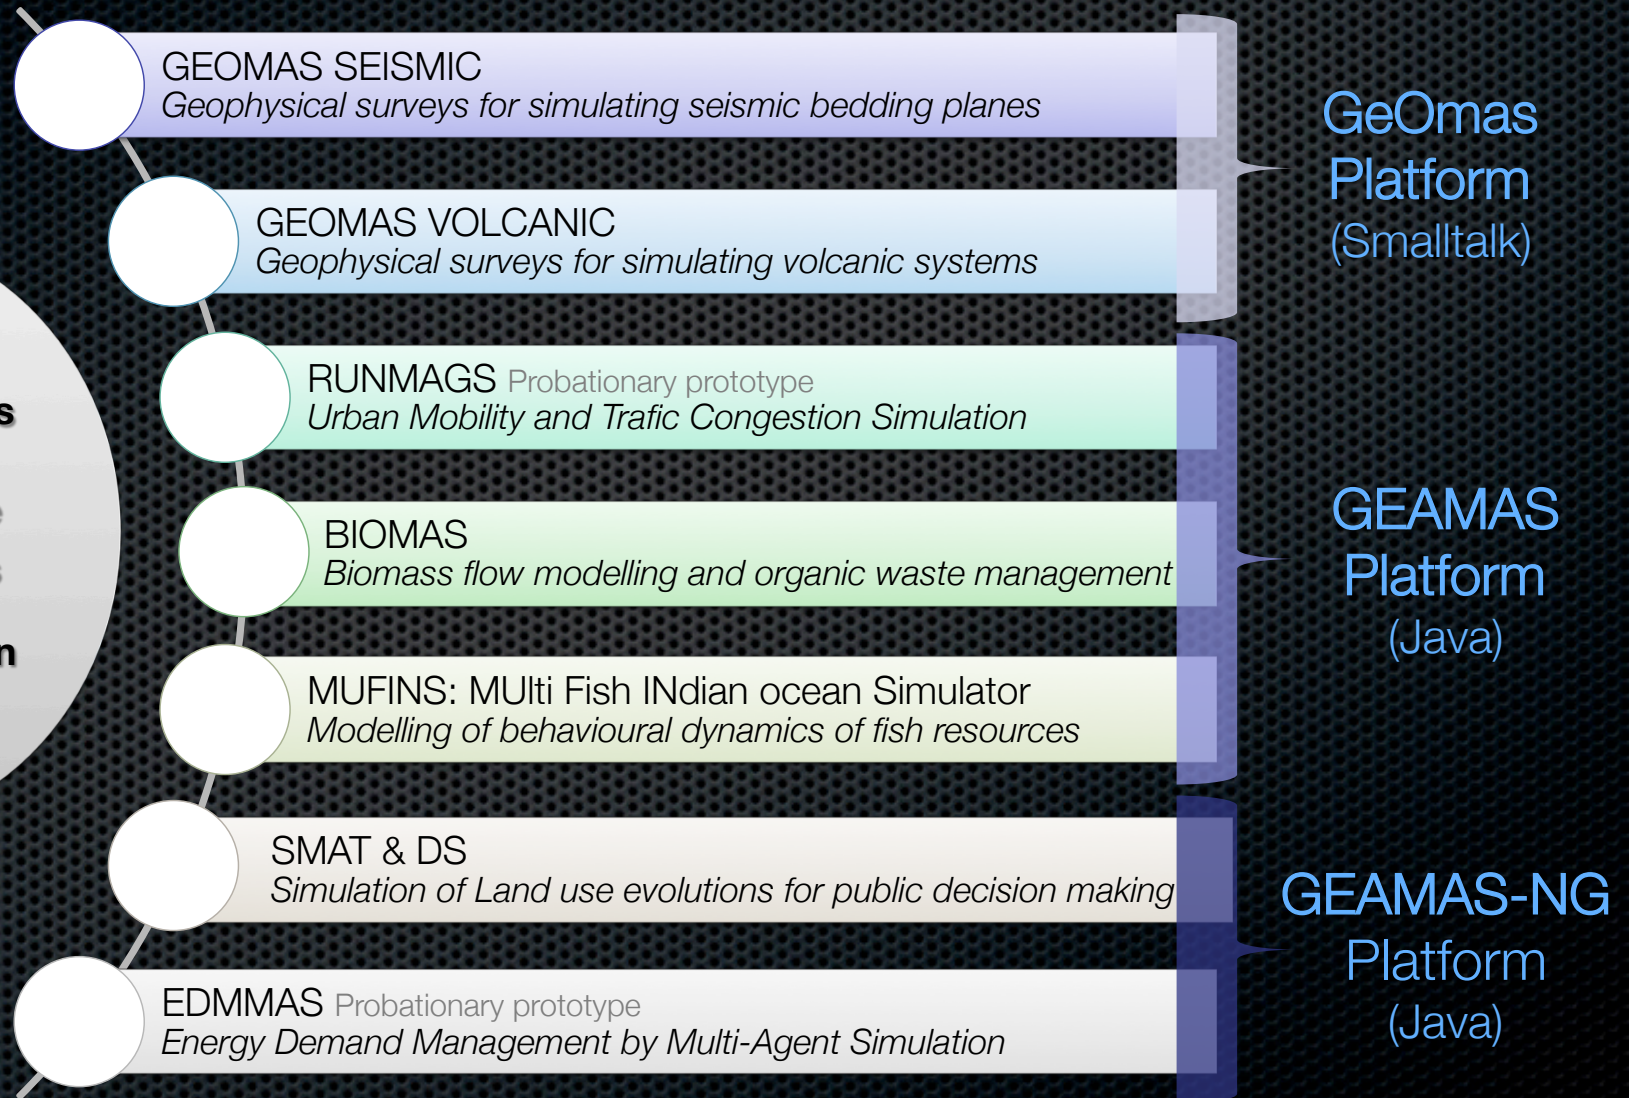 GEOMAS SEISMIC
Geophysical surveys for simulating seismic bedding planes
GEOMAS VOLCANIC
Geophysical surveys for simulating volcanic systems
GeOmas
Platform
(Smalltalk)
RUNMAGS Probationary prototype
Urban Mobility and Trafic Congestion Simulation
BIOMAS
Biomass flow modelling and organic waste management
MUFINS: MUlti Fish INdian ocean Simulator
Modelling of behavioural dynamics of fish resources
GEAMAS
Platform
(Java)
SMAT & DS
Simulation of Land use evolutions for public decision making
EDMMAS Probationary prototype
Energy Demand Management by Multi-Agent Simulation
GEAMAS-NG
Platform
(Java)